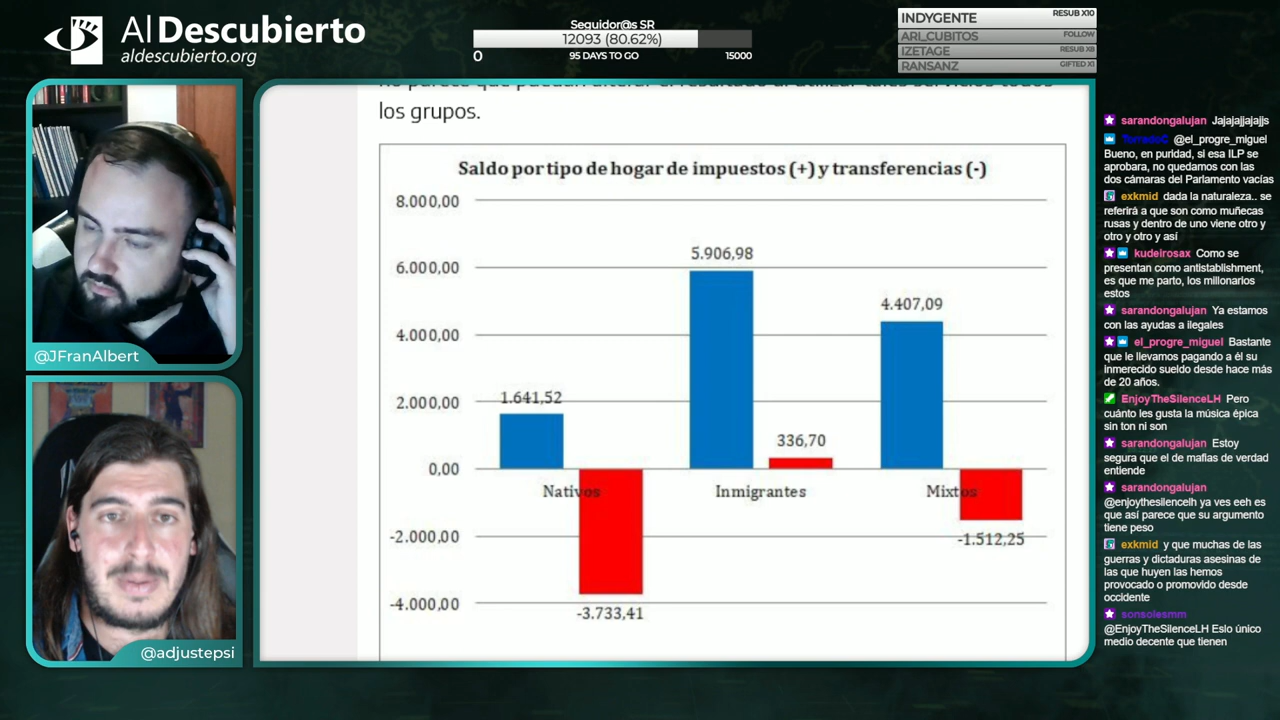 Al Descubierto
aldescubierto.org
Seguidor@s SR
12093 (80.62%)
0
95 DAYS TO GO
15000
INDYGENTE
RESUB X10
ARI_CUBITOS
FOLLOW
IZETAGE
RESUB X8
RANSANZ
GIFTED X1
@JFranAlbert
@adjustepsi
los grupos.
Saldo por tipo de hogar de impuestos (+) y transferencias (-)
8.000,00
6.000,00
4.000,00
2.000,00
0,00
-2.000,00
-4.000,00
1.641,52
-3.733,41
Nativos
5.906,98
336,70
Inmigrantes
4.407,09
-1.512,25
Mixtos
sarandongalujan Jajajajjajajjs
@el_progre_miguel
Bueno, en puridad, si esa ILP se
aprobara, no quedamos con las
dos cámaras del Parlamento vacías
exkmid dada la naturaleza.. se
referirá a que son como muñecas
rusas y dentro de uno viene otro y
otro y otro y así
kudeirosax Como se
presentan como antistablishment,
es que me parto, los millonarios
estos
sarandongalujan Ya estamos
con las ayudas a ilegales
el_progre_miguel Bastante
que le llevamos pagando a él su
inmerecido sueldo desde hace más
de 20 años.
EnjoyTheSilenceLH Pero
cuánto les gusta la música épica
sin ton ni son
sarandongalujan Estoy
segura que el de mafias de verdad
entiende
sarandongalujan
@enjoythesilencelh ya ves eeh es
que así parece que su argumento
tiene peso
exkmid y que muchas de las
guerras y dictaduras asesinas de
las que huyen las hemos
provocado o promovido desde
occidente
sonsolesmm
@EnjoyTheSilenceLH Eslo único
medio decente que tienen